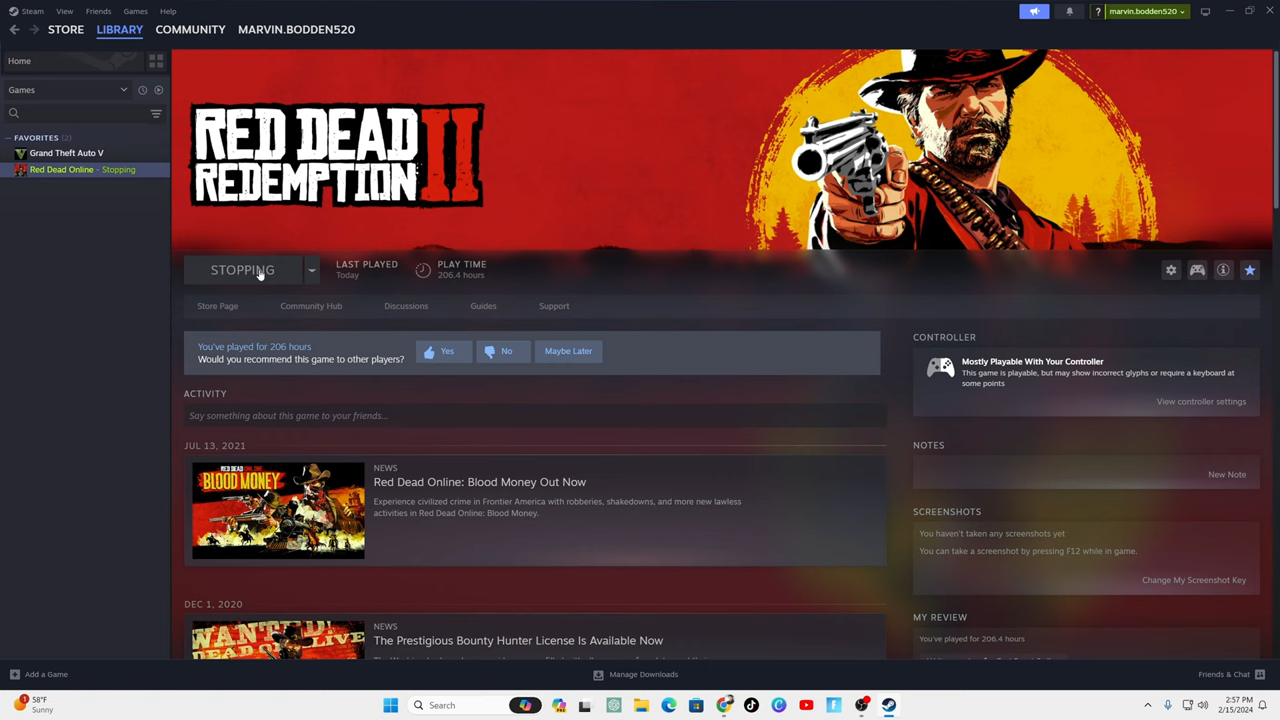 Steam View Friends Games Help
marvin.bodden520
STORE LIBRARY COMMUNITY MARVIN.BODDEN520
Home
Games
FAVORITES (2)
Grand Theft Auto V
Red Dead Online - Stopping
RED DEAD
REDEMPTION II
STOPPING
LAST PLAYED
Today
PLAY TIME
206.4 hours
Store Page Community Hub Discussions Guides Support
You've played for 206 hours
Would you recommend this game to other players?
Yes No Maybe Later
ACTIVITY
Say something about this game to your friends...
JUL 13, 2021
RED DEAD ONLINE
BLOOD MONEY
NEWS
Red Dead Online: Blood Money Out Now
Experience civilized crime in Frontier America with robberies, shakedowns, and more new lawless
activities in Red Dead Online: Blood Money.
DEC 1, 2020
WANTED
DEAD OR ALIVE
NEWS
The Prestigious Bounty Hunter License Is Available Now
CONTROLLER
Mostly Playable With Your Controller
This game is playable, but may show incorrect glyphs or require a keyboard at
some points
View controller settings
NOTES
New Note
SCREENSHOTS
You haven't taken any screenshots yet
You can take a screenshot by pressing F12 while in game.
Change My Screenshot Key
MY REVIEW
You've played for 206.4 hours
Add a Game
Manage Downloads
Friends & Chat
1
58°F
Sunny
Search
2:57 PM
2/15/2024